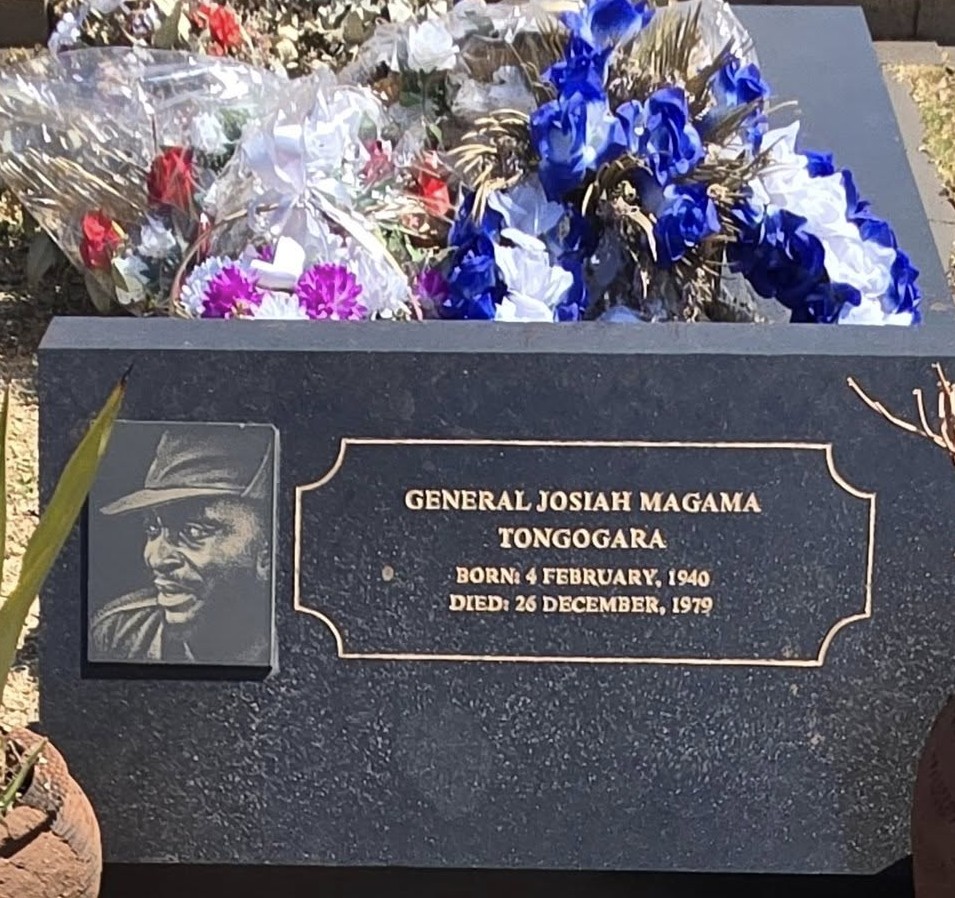 GENERAL JOSIAH MAGAMA
TONGOGARA
BORN: 4 FEBRUARY, 1940
DIED: 26 DECEMBER, 1979